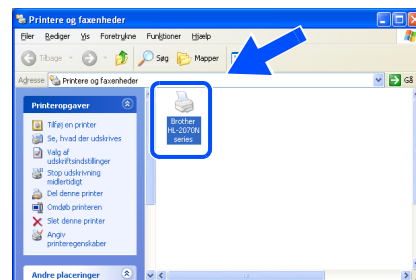 Printere og faxenheder
Filer Rediger Vis Foretrukne Funktioner Hjælp
Tilbage Søg Mapper
Adresse Printere og faxenheder Gå
Printeropgaver
Tilføj en printer
Se, hvad der udskrives
Valg af
udskriftsindstillinger
Stop udskrivning
midlertidigt
Del denne printer
Omdøb printeren
Slet denne printer
Angiv
printeregenskaber
Andre placeringer
Brother
HL-2070N
series